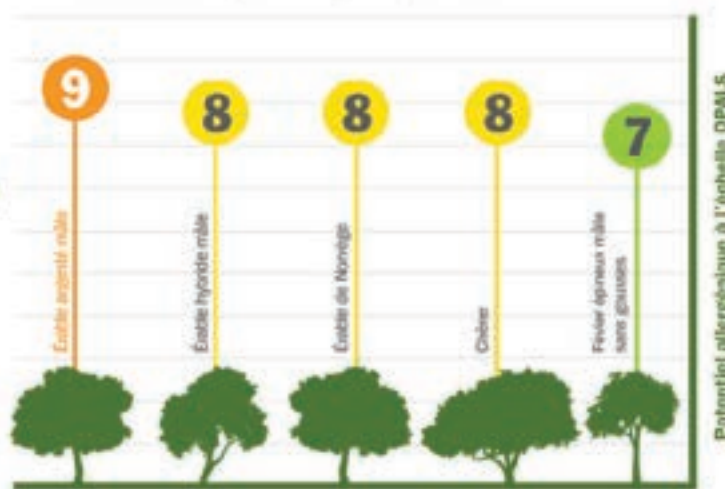 9
Érable argenté mâle
8
Érable hybride mâle
8
Érable de Norvège
8
Chêne
7
Févier épineux mâle
sans gousses
Potentiel allergologique à l'échelle OPALS